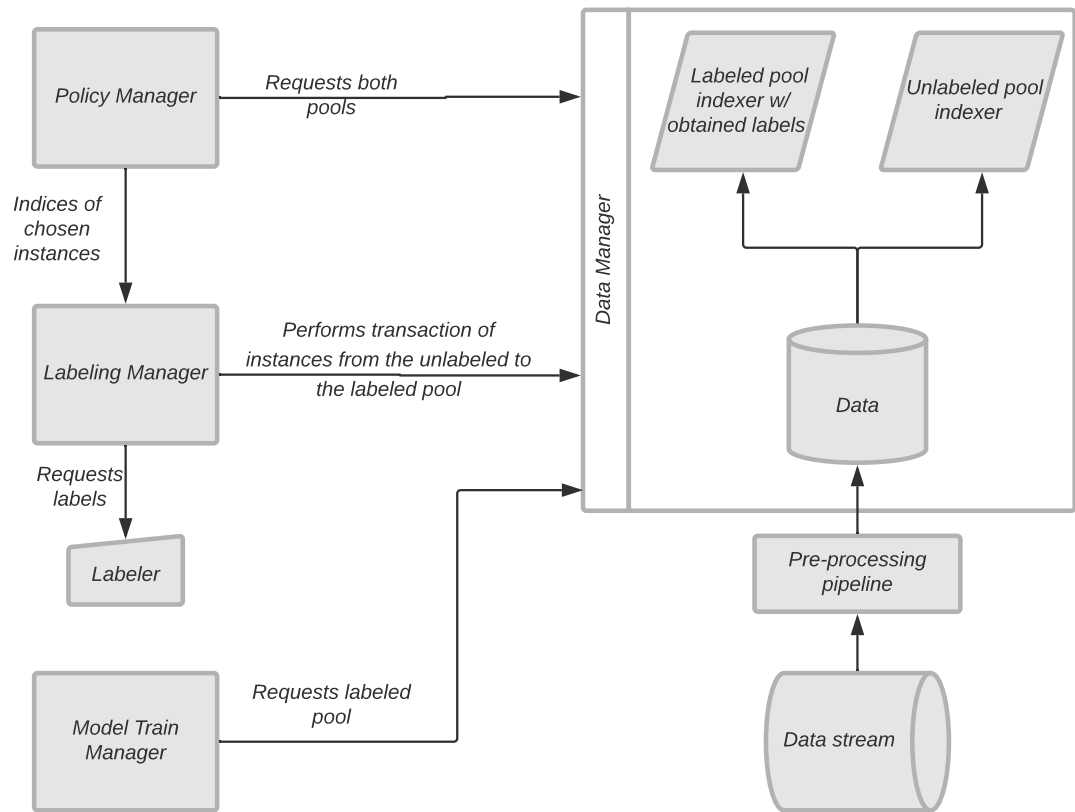 Policy Manager
Requests both
pools
Labeled pool
indexer w/
obtained labels
Unlabeled pool
indexer
Indices of
chosen
instances
Data Manager
Labeling Manager
Performs transaction of
instances from the unlabeled to
the labeled pool
Data
Requests
labels
Labeler
Pre-processing
pipeline
Model Train
Manager
Requests labeled
pool
Data stream